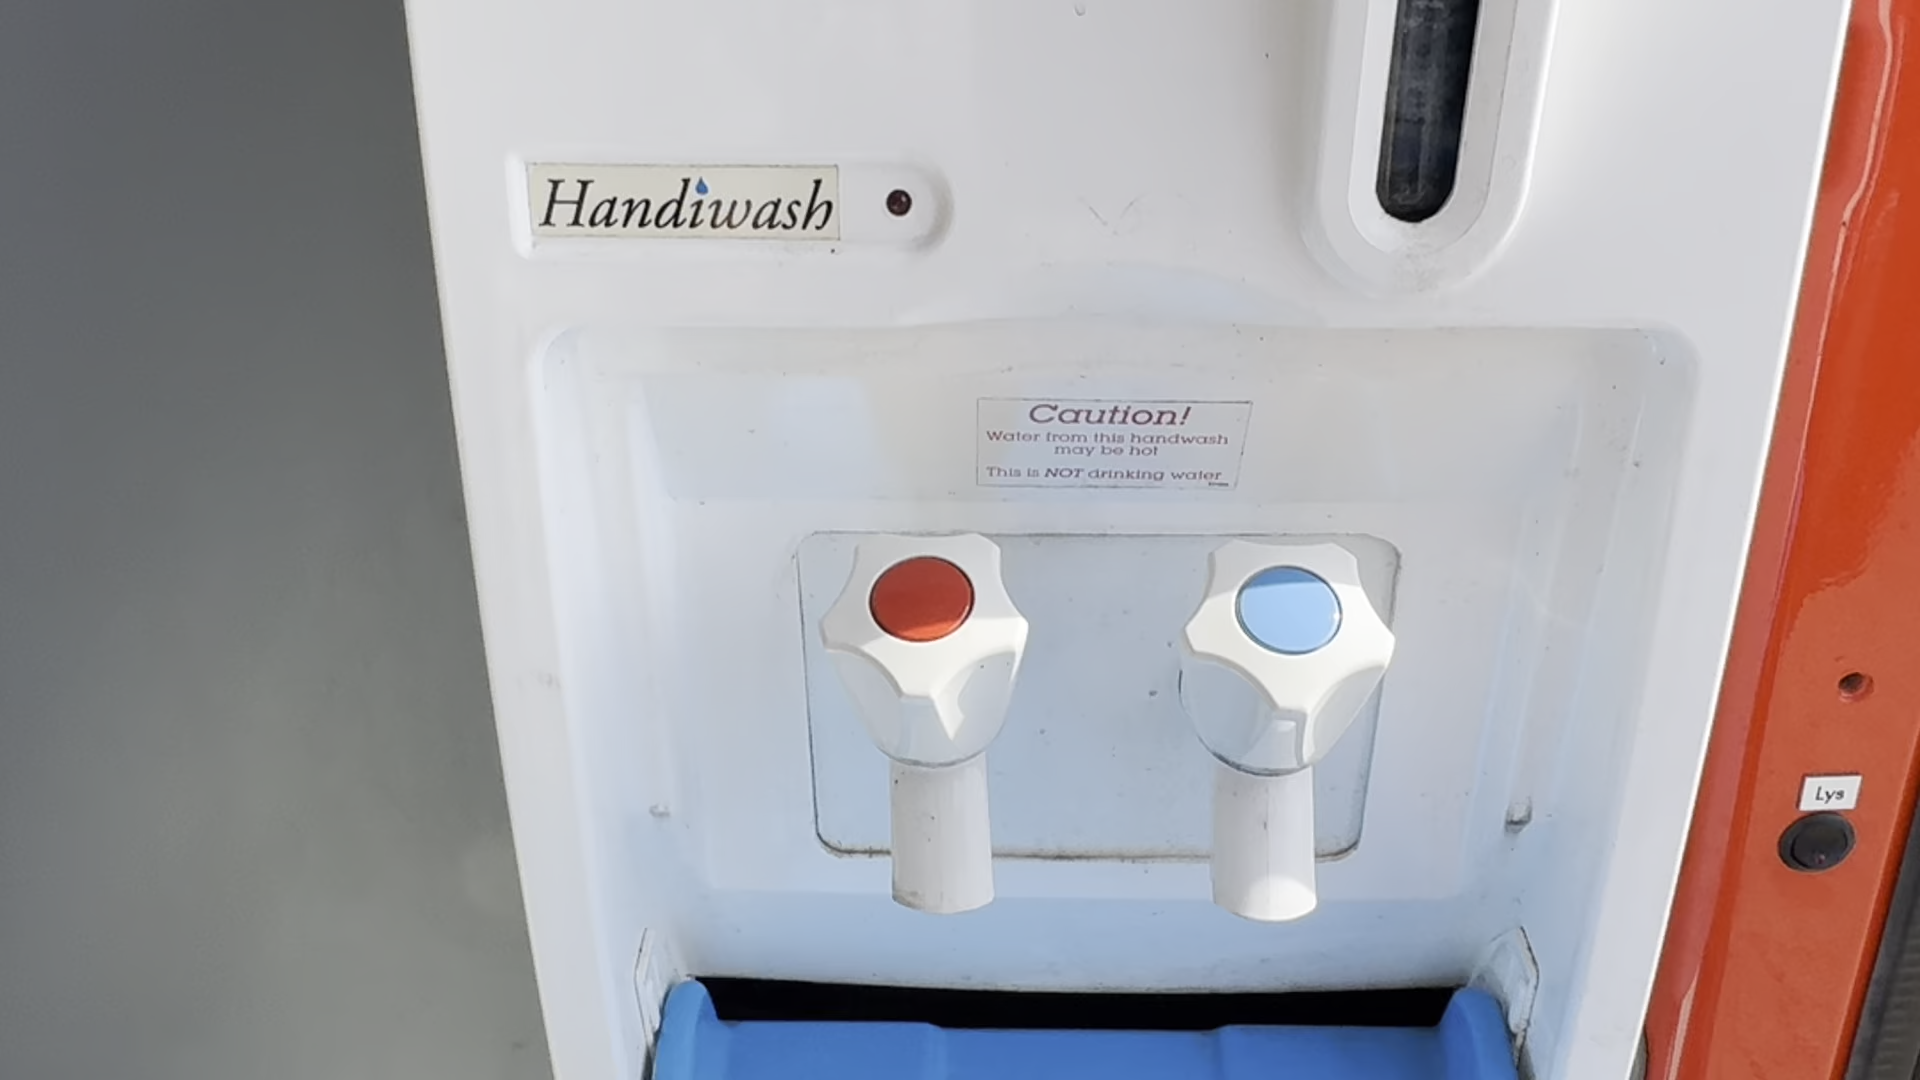 Handiwash
Caution!
Water from this handwash
may be hot
This is NOT drinking water
Lys